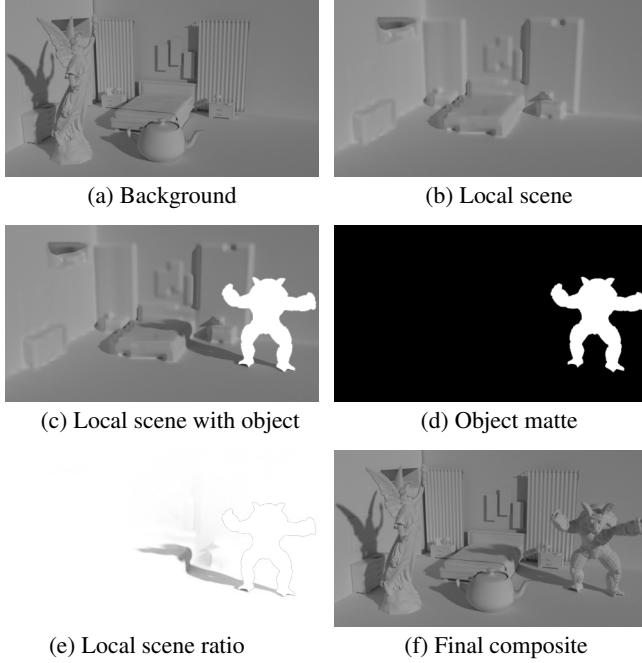 (a) Background
(b) Local scene
(c) Local scene with object
(d) Object matte
(e) Local scene ratio
(f) Final composite